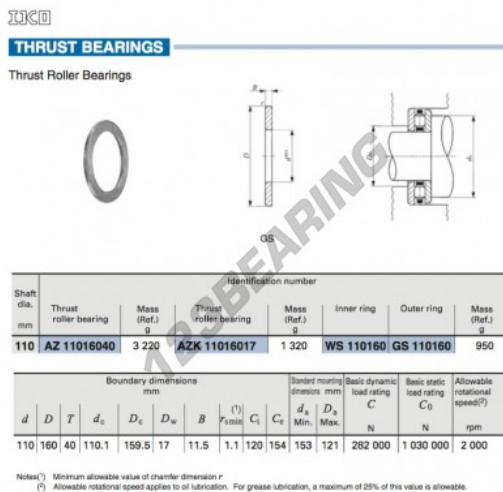 IKO
THRUST BEARINGS
Thrust Roller Bearings
B
r
D
GS
123BEARING
Identification number
Shaft dia. mm Thrust roller bearing Mass (Ref.) g Thrust roller bearing Mass (Ref.) g Inner ring Outer ring Mass (Ref.) g
110 AZ 11016040 3 220 AZK 11016017 1 320 WS 110160 GS 110160 950
Boundary dimensions mm Standard mounting dimensions mm Basic dynamic load rating C N Basic static load rating C0 N Allowable rotational speed(2) rpm
d D T dc Dc Dw B rsmin(1) Ci Ce da Min. Da Max.
110 160 40 110.1 159.5 17 11.5 1.1 120 154 153 121 282 000 1 030 000 2 000
Notes(1) Minimum allowable value of chamfer dimension r
(2) Allowable rotational speed applies to oil lubrication. For grease lubrication, a maximum of 25% of this value is allowable.